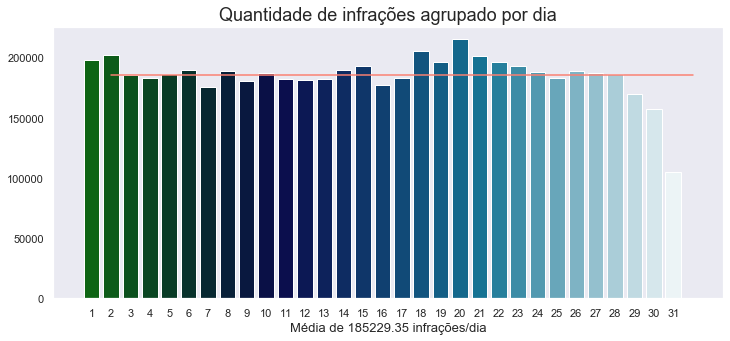 Quantidade de infrações agrupado por dia
200000
150000
100000
50000
0
1 2 3 4 5 6 7 8 9 10 11 12 13 14 15 16 17 18 19 20 21 22 23 24 25 26 27 28 29 30 31
Média de 185229.35 infrações/dia